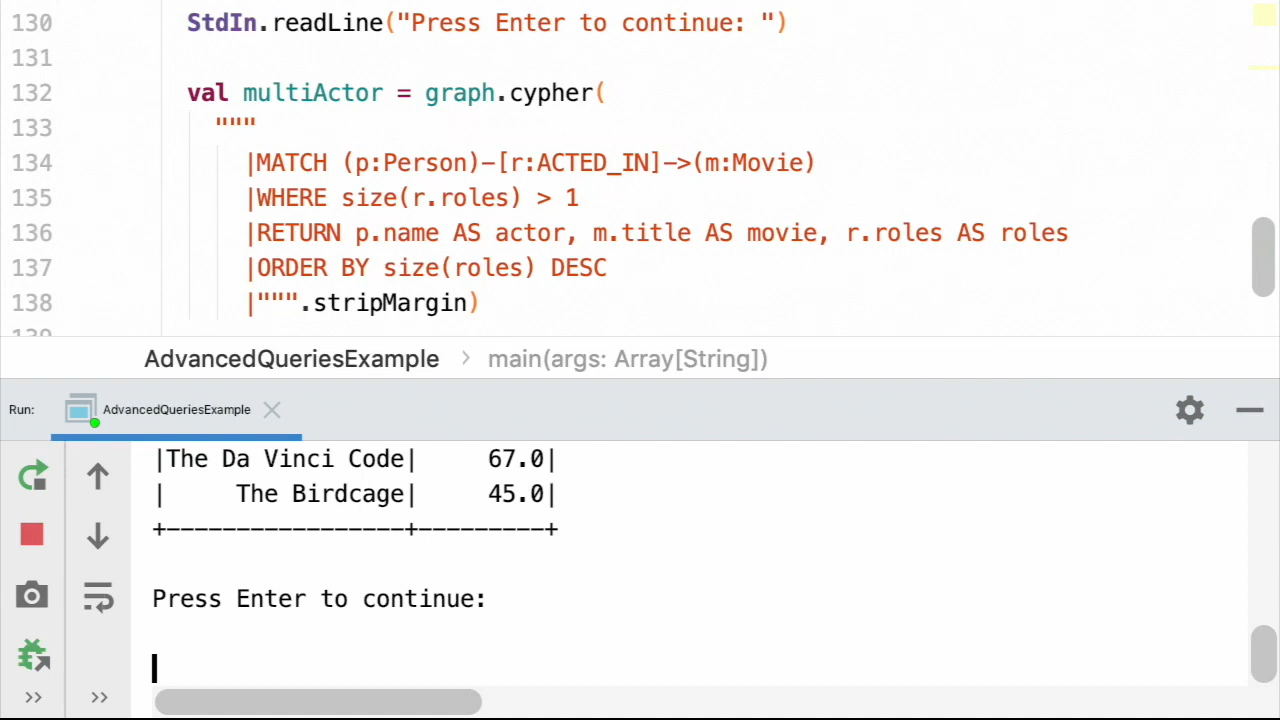 130 StdIn.readLine("Press Enter to continue: ")
131
132 val multiActor = graph.cypher(
133 """
134 |MATCH (p:Person)-[r:ACTED_IN]->(m:Movie)
135 |WHERE size(r.roles) > 1
136 |RETURN p.name AS actor, m.title AS movie, r.roles AS roles
137 |ORDER BY size(roles) DESC
138 |""".stripMargin)
139
AdvancedQueriesExample > main(args: Array[String])
Run: AdvancedQueriesExample
|The Da Vinci Code| 67.0|
| The Birdcage| 45.0|
+-----------------+---------+
Press Enter to continue: